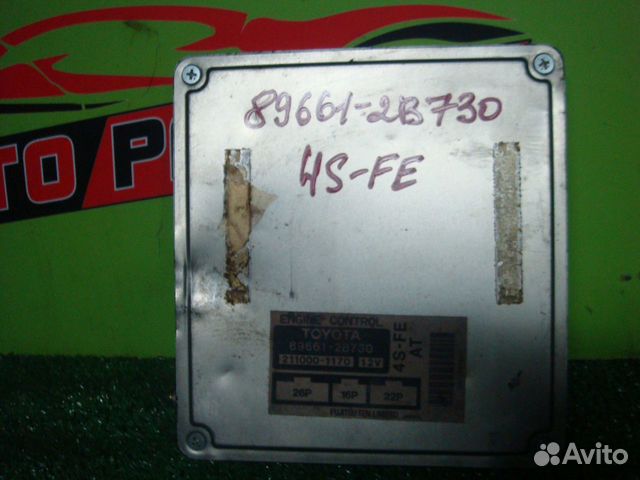 89661-2B730
4S-FE
TO PO
ENGINE CONTROL
TOYOTA
89661-2B730
211000-1170 12V
4S-FE
AT
26P 16P 22P
FUJITSU TEN LIMITED
Avito